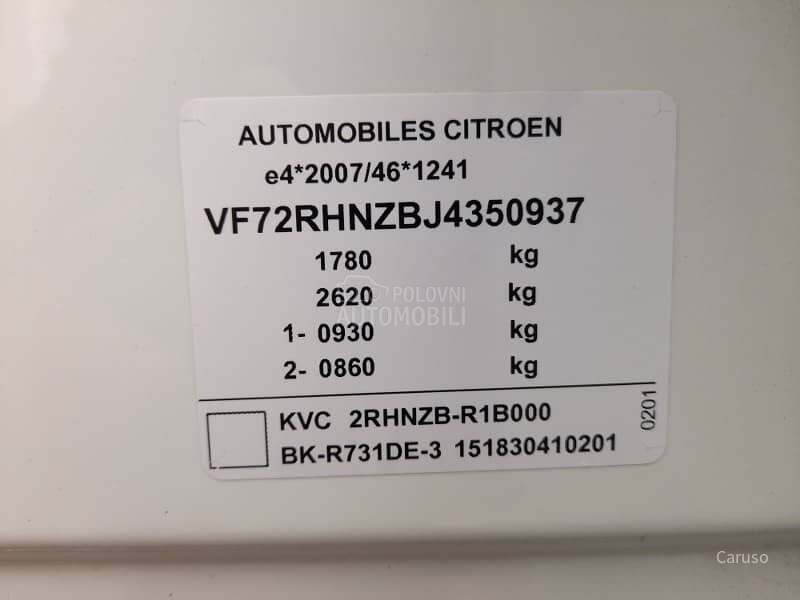 AUTOMOBILES CITROEN
e4*2007/46*1241
VF72RHNZBJ4350937
1780 kg
2620 kg
1- 0930 kg
2- 0860 kg
POLOVNI
AUTOMOBILI
KVC 2RHNZB-R1B000
BK-R731DE-3 151830410201
0201
Caruso